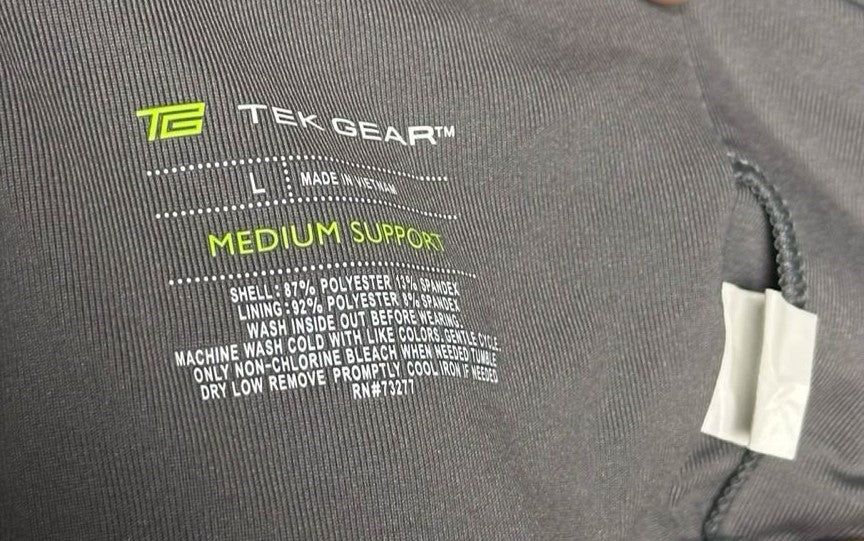 TG TEK GEAR™
L MADE IN VIETNAM
MEDIUM SUPPORT
SHELL: 87% POLYESTER 13% SPANDEX
LINING: 92% POLYESTER 8% SPANDEX
WASH INSIDE OUT BEFORE WEARING.
MACHINE WASH COLD WITH LIKE COLORS. GENTLE CYCLE
ONLY NON-CHLORINE BLEACH WHEN NEEDED TUMBLE
DRY LOW REMOVE PROMPTLY COOL IRON IF NEEDED
RN#73277